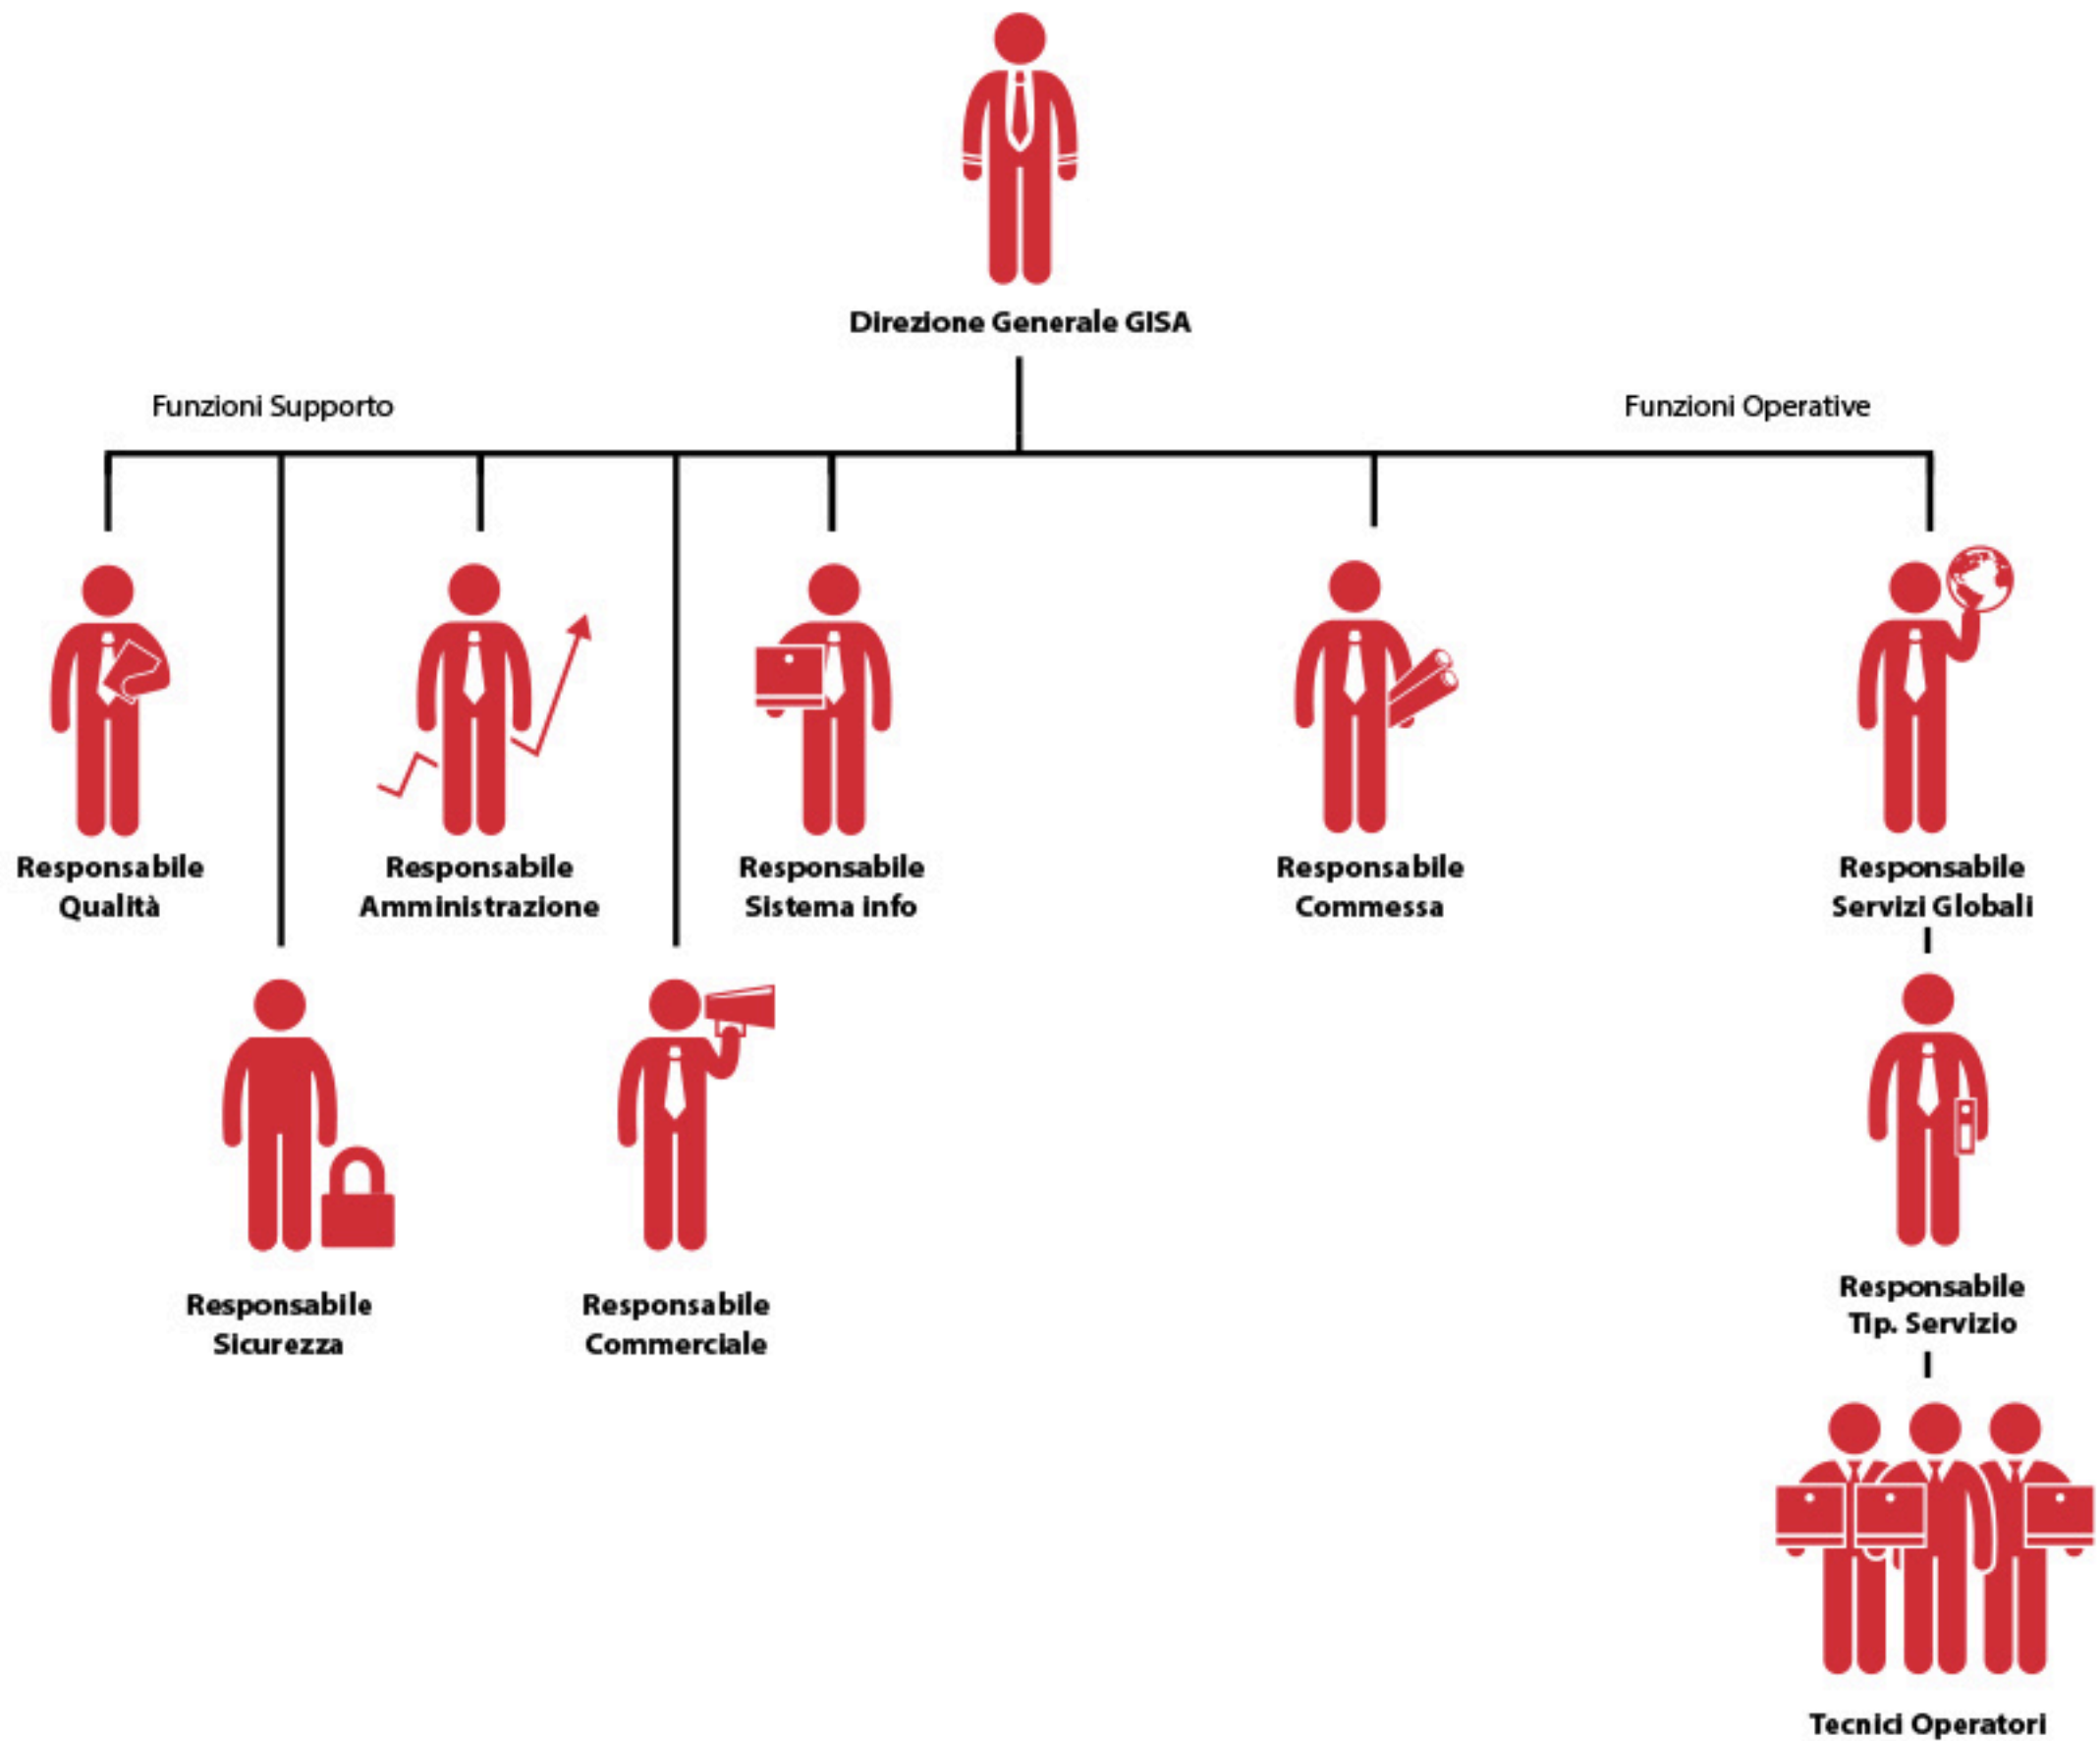 Direzione Generale GISA
Funzioni Supporto
Funzioni Operative
Responsabile
Qualità
Responsabile
Amministrazione
Responsabile
Sistema info
Responsabile
Commessa
Responsabile
Servizi Globali
Responsabile
Sicurezza
Responsabile
Commerciale
Responsabile
Tip. Servizio
Tecnici Operatori